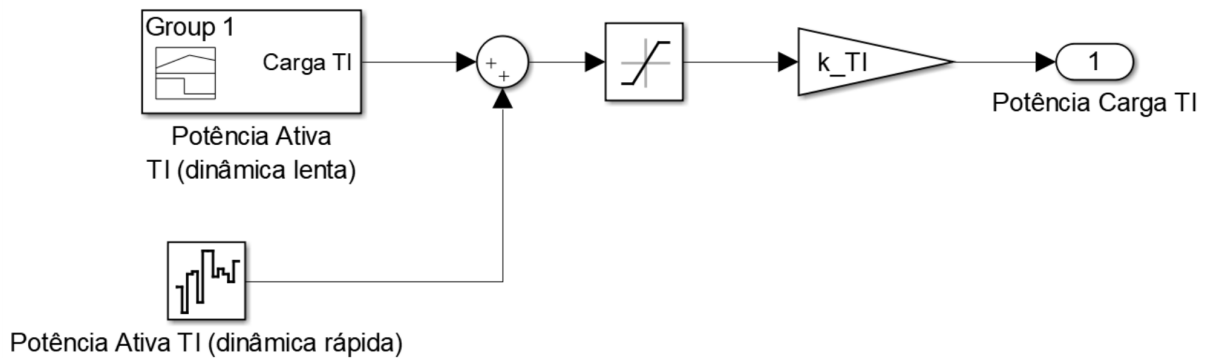 Group 1
Carga TI
Potência Ativa
TI (dinâmica lenta)
+
+
k_TI
1
Potência Carga TI
Potência Ativa TI (dinâmica rápida)